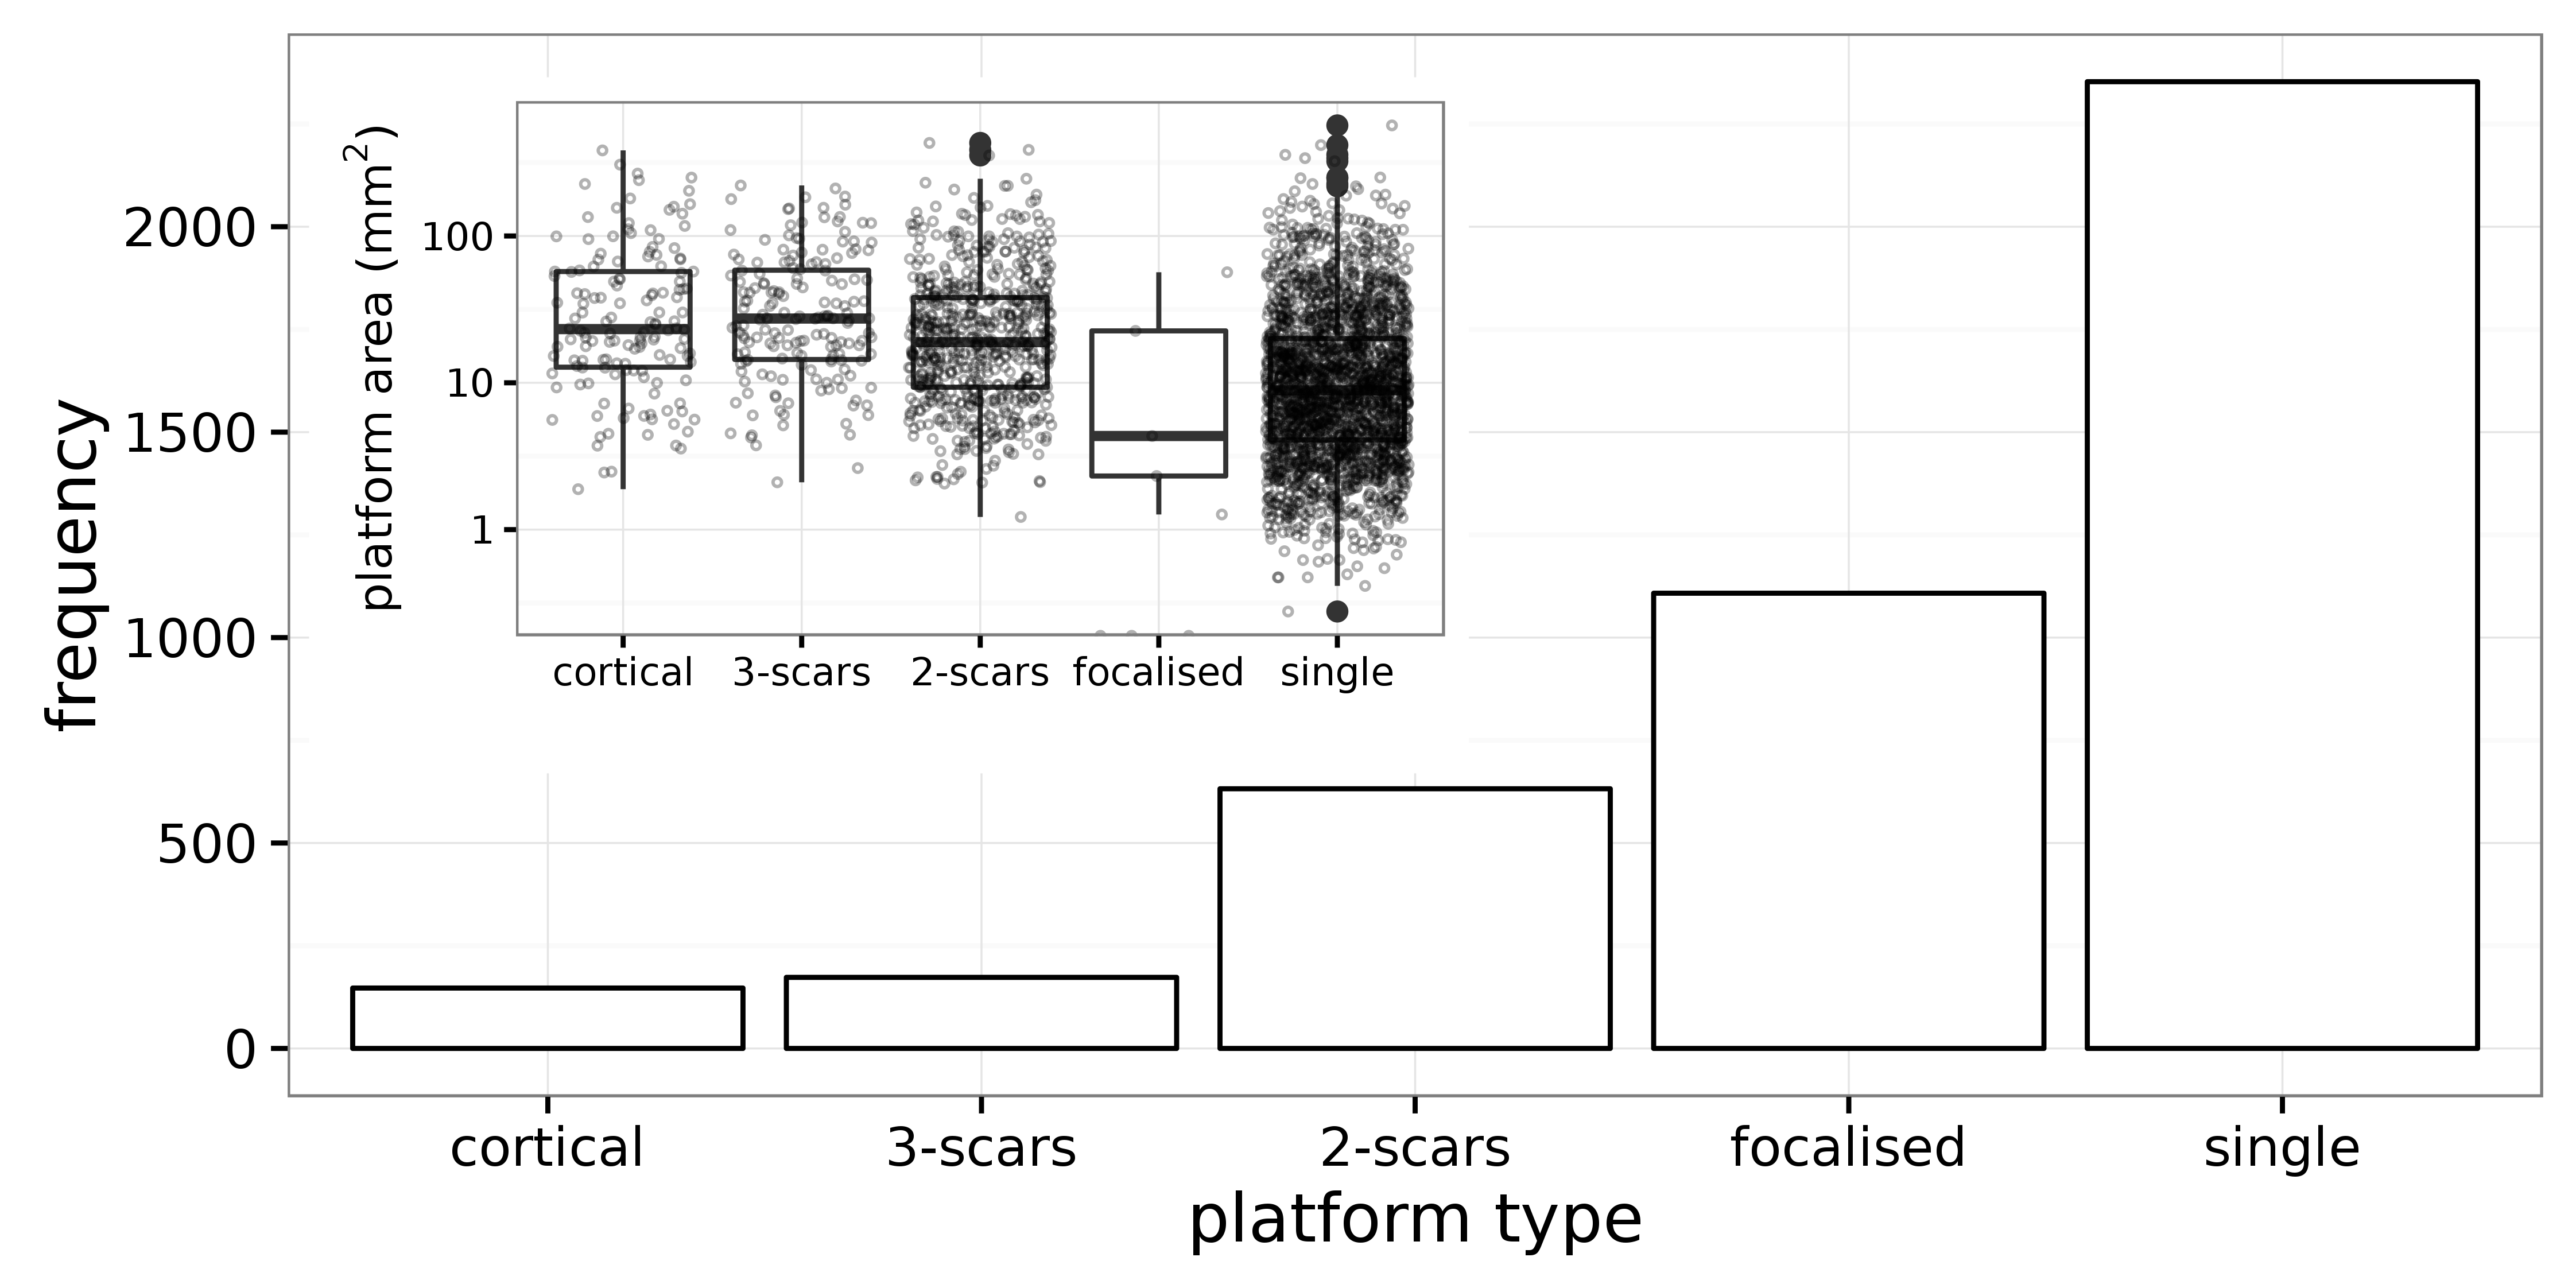 frequency
2000
1500
1000
500
0
platform area (mm²)
100
10
1
cortical 3-scars 2-scars focalised single
cortical 3-scars 2-scars focalised single
platform type